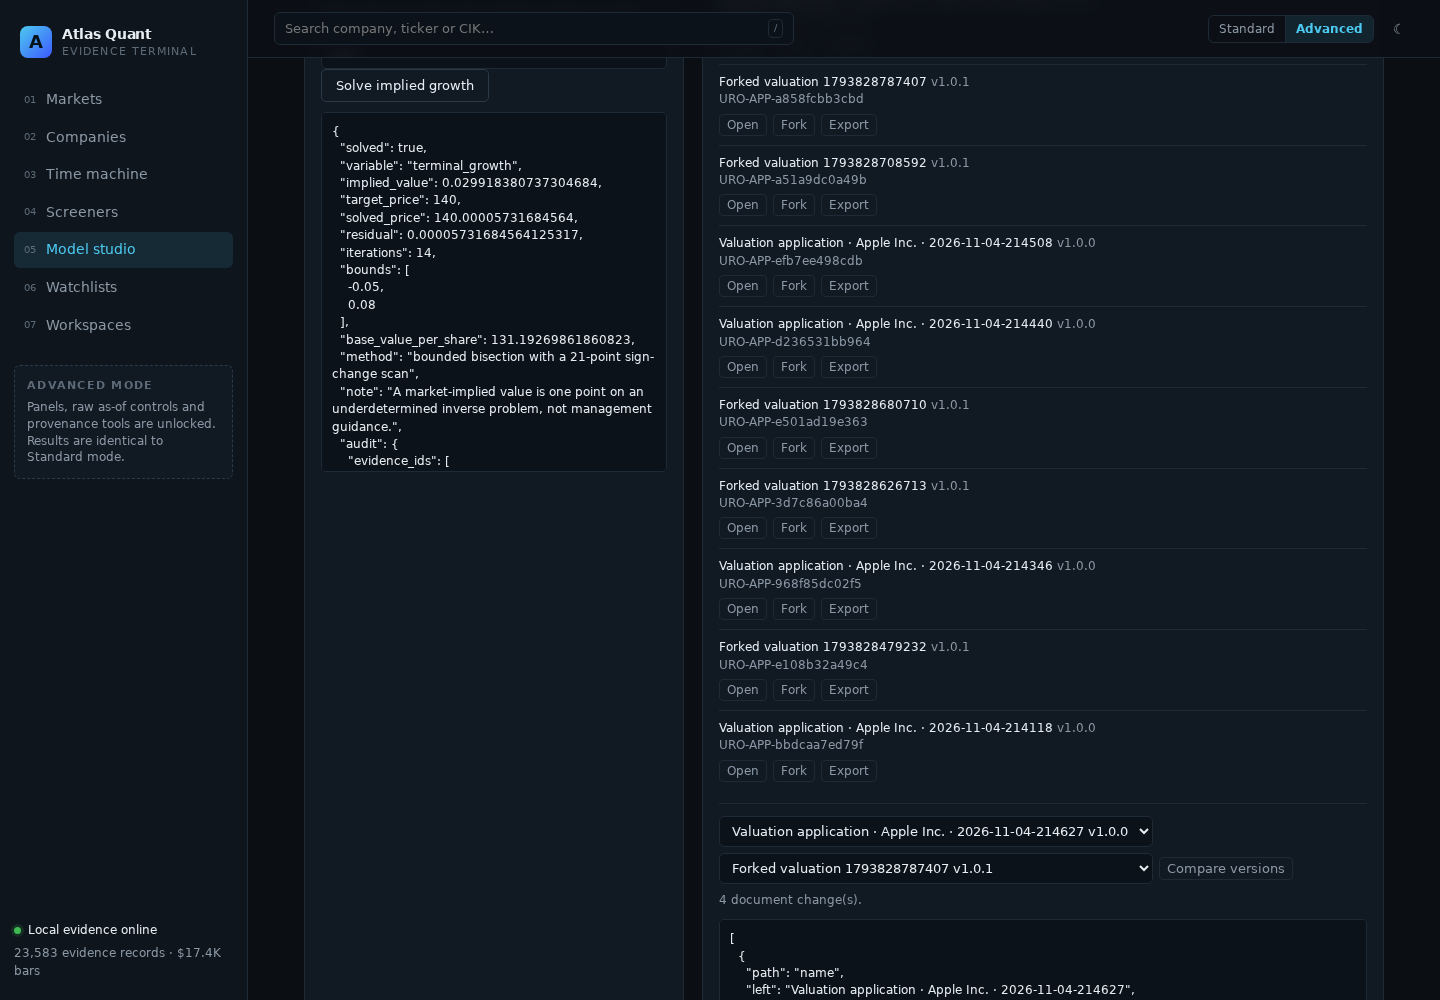 A
Atlas Quant
EVIDENCE TERMINAL
01 Markets
02 Companies
03 Time machine
04 Screeners
05 Model studio
06 Watchlists
07 Workspaces
ADVANCED MODE
Panels, raw as-of controls and
provenance tools are unlocked.
Results are identical to
Standard mode.
Local evidence online
23,583 evidence records · $17.4K
bars
Search company, ticker or CIK...
/
Standard
Advanced
Solve implied growth
{
"solved": true,
"variable": "terminal_growth",
"implied_value": 0.029918380737304684,
"target_price": 140,
"solved_price": 140.00005731684564,
"residual": 0.00005731684564125317,
"iterations": 14,
"bounds": [
-0.05,
0.08
],
"base_value_per_share": 131.19269861860823,
"method": "bounded bisection with a 21-point sign-
change scan",
"note": "A market-implied value is one point on an
underdetermined inverse problem, not management
guidance.",
"audit": {
"evidence_ids": [
Forked valuation 1793828787407 v1.0.1
URO-APP-a858fcbb3cbd
Open Fork Export
Forked valuation 1793828708592 v1.0.1
URO-APP-a51a9dc0a49b
Open Fork Export
Valuation application · Apple Inc. · 2026-11-04-214508 v1.0.0
URO-APP-efb7ee498cdb
Open Fork Export
Valuation application · Apple Inc. · 2026-11-04-214440 v1.0.0
URO-APP-d236531bb964
Open Fork Export
Forked valuation 1793828680710 v1.0.1
URO-APP-e501ad19e363
Open Fork Export
Forked valuation 1793828626713 v1.0.1
URO-APP-3d7c86a00ba4
Open Fork Export
Valuation application · Apple Inc. · 2026-11-04-214346 v1.0.0
URO-APP-968f85dc02f5
Open Fork Export
Forked valuation 1793828479232 v1.0.1
URO-APP-e108b32a49c4
Open Fork Export
Valuation application · Apple Inc. · 2026-11-04-214118 v1.0.0
URO-APP-bbdcaa7ed79f
Open Fork Export
Valuation application · Apple Inc. · 2026-11-04-214627 v1.0.0
Forked valuation 1793828787407 v1.0.1
Compare versions
4 document change(s).
[
{
"path": "name",
"left": "Valuation application · Apple Inc. · 2026-11-04-214627",